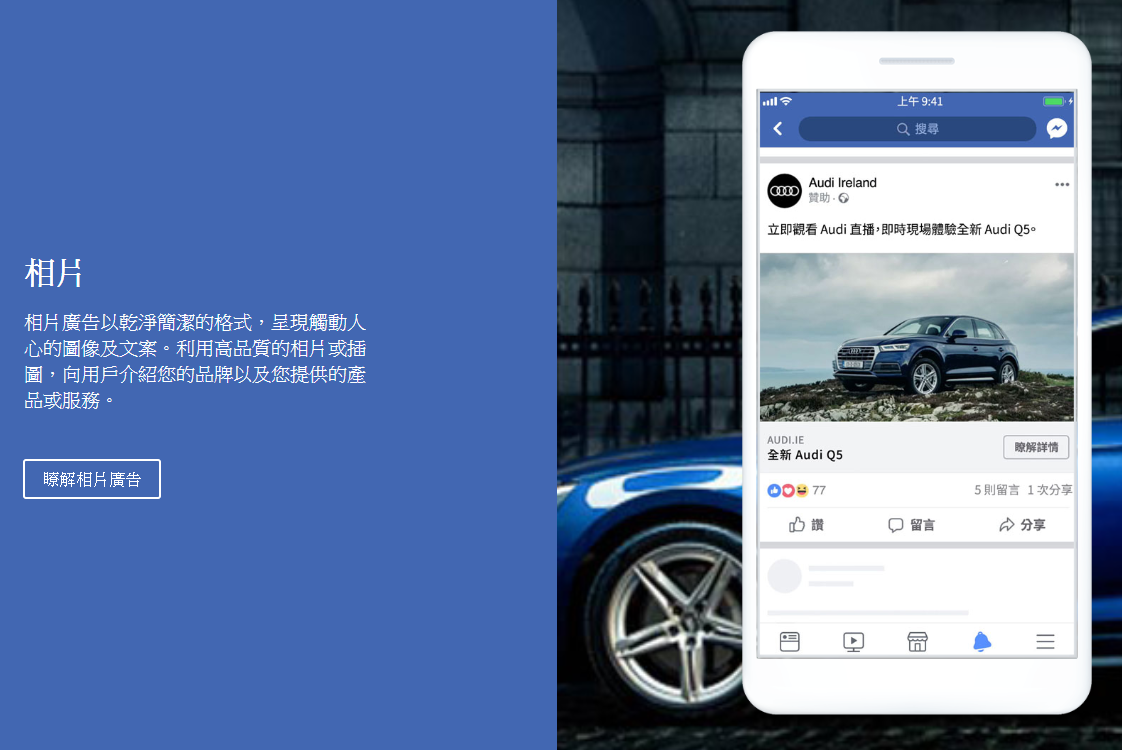 相片
相片廣告以乾淨簡潔的格式，呈現觸動人
心的圖像及文案。利用高品質的相片或插
圖，向用戶介紹您的品牌以及您提供的產
品或服務。
瞭解相片廣告
上午 9:41
搜尋
Audi Ireland
贊助 ·
立即觀看 Audi 直播，即時現場體驗全新 Audi Q5。
AUDI.IE
全新 Audi Q5
瞭解詳情
77
5 則留言 1 次分享
讚 留言 分享